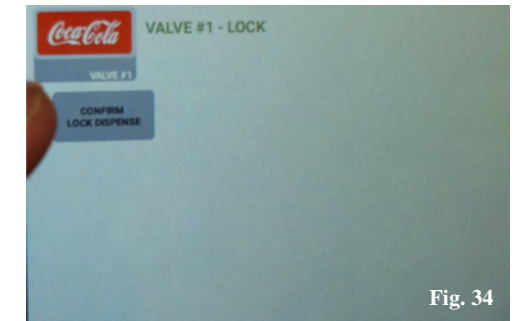 Coca-Cola
VALVE #1 - LOCK
VALVE #1
CONFIRM
LOCK DISPENSE
Fig. 34